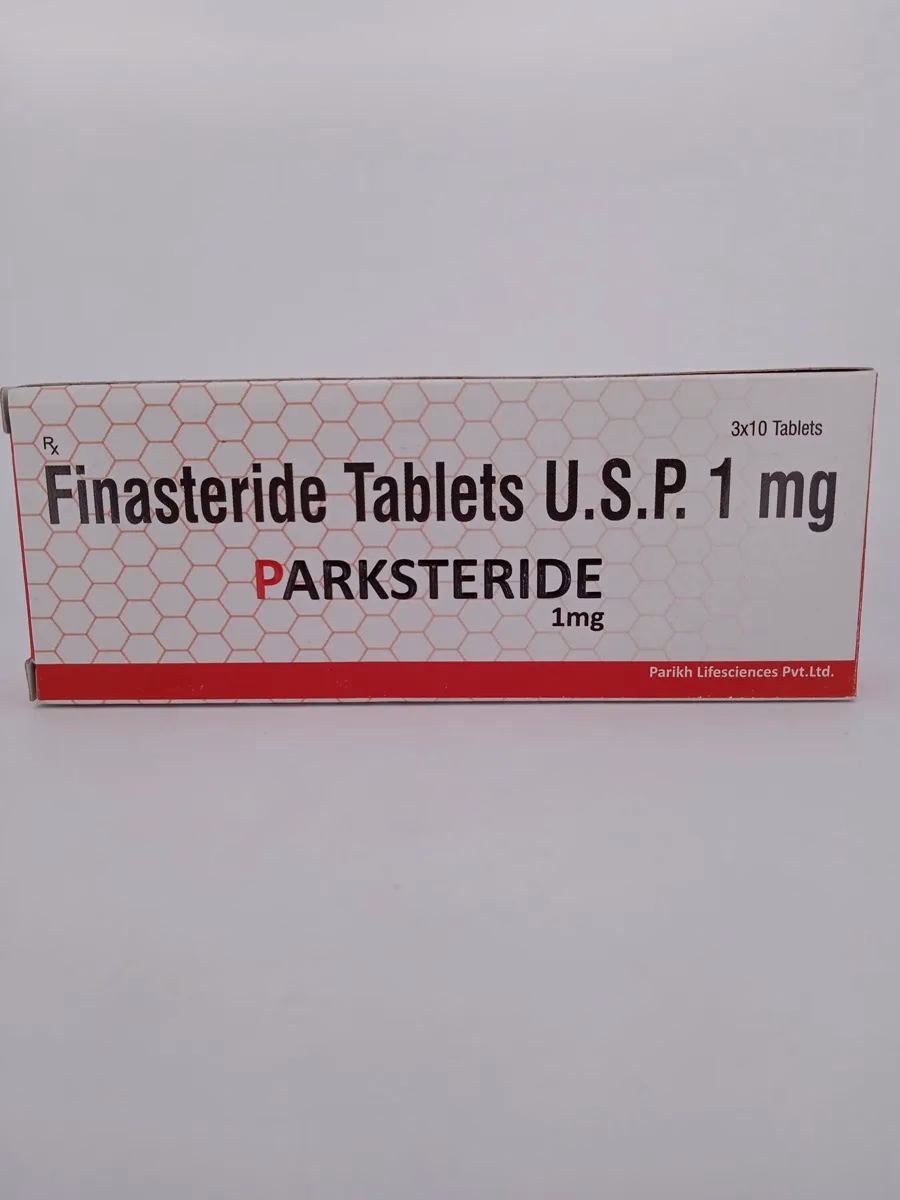 3x10 Tablets
Rx
Finasteride Tablets U.S.P. 1 mg
PARKSTERIDE
1mg
Parikh Lifesciences Pvt.Ltd.